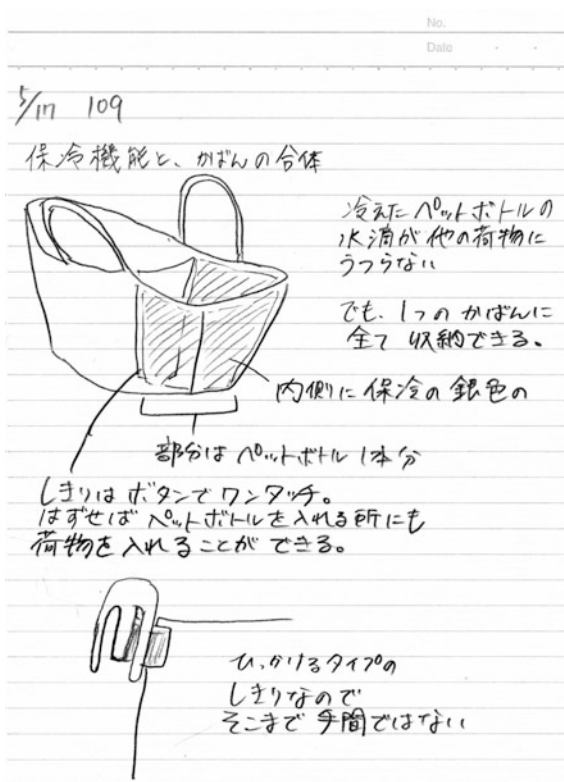 No.
Date
5/17 109
保冷機能と、かばんの合体
冷えたペットボトルの
水滴が他の荷物に
うつらない
でも、1つのかばんに
全て収納できる。
内側に保冷の銀色の
部分はペットボトル1本分
しきりはボタンでワンタッチ。
はずせばペットボトルを入れる所にも
荷物を入れることができる。
ひっかけるタイプの
しきりなので
そこまで手間ではない